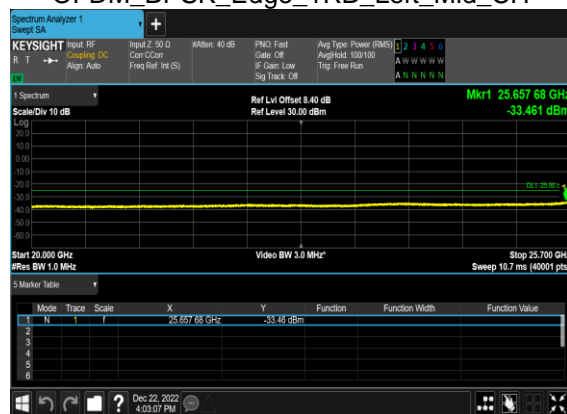 OFDM_BPSK_Edge_1RB_Left_Mid_CH
Spectrum Analyzer 1
Swept SA
+
KEYSIGHT Input: RF Input Z: 50 Ω #Atten: 40 dB PNO: Fast Avg Type: Power (RMS) 1 2 3 4 5 6
R T Coupling: DC Corr CCorr Gate: Off Avg|Hold: 100/100 A W W W W W
Align: Auto Freq Ref: Int (S) IF Gain: Low Trig: Free Run
Sig Track: Off A N N N N N
LW
1 Spectrum Ref Lvl Offset 8.40 dB Mkr1 25.657 68 GHz
Scale/Div 10 dB Ref Level 30.00 dBm -33.461 dBm
Log
20.0
10.0
0.00
-10.0
-20.0 DL1 -25.00
-30.0
-40.0
-50.0
-60.0
Start 20.000 GHz Video BW 3.0 MHz* Stop 25.700 GHz
#Res BW 1.0 MHz Sweep 10.7 ms (40001 pts
5 Marker Table
Mode Trace Scale X Y Function Function Width Function Value
1 N 1 f 25.657 68 GHz -33.46 dBm
2
3
4
5
6
? Dec 22, 2022
4:03:07 PM